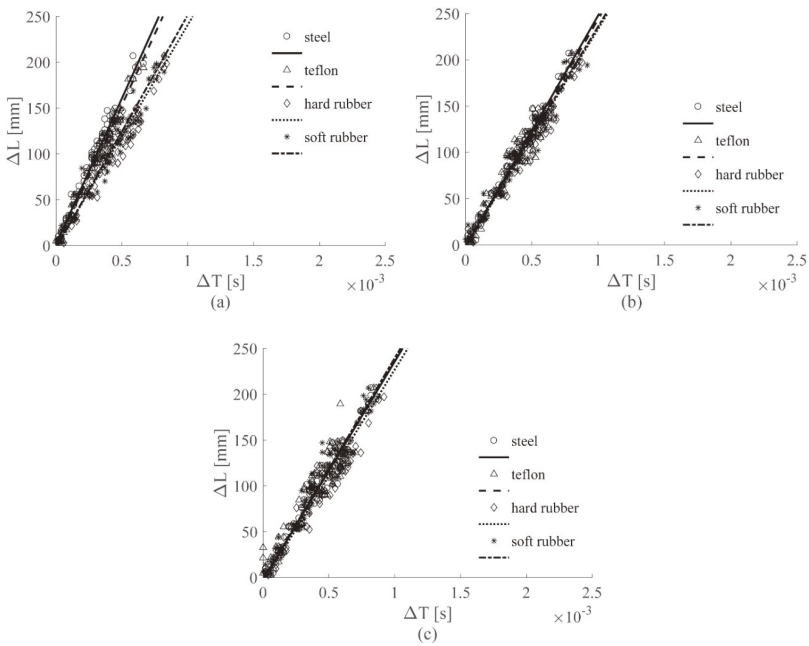 250
200
150
100
50
0
ΔL [mm]
0 0.5 1 1.5 2 2.5
ΔT [s]
×10⁻³
(a)
steel
teflon
hard rubber
soft rubber
250
200
150
100
50
0
ΔL [mm]
0 0.5 1 1.5 2 2.5
ΔT [s]
×10⁻³
(b)
steel
teflon
hard rubber
soft rubber
250
200
150
100
50
0
ΔL [mm]
0 0.5 1 1.5 2 2.5
ΔT [s]
×10⁻³
(c)
steel
teflon
hard rubber
soft rubber